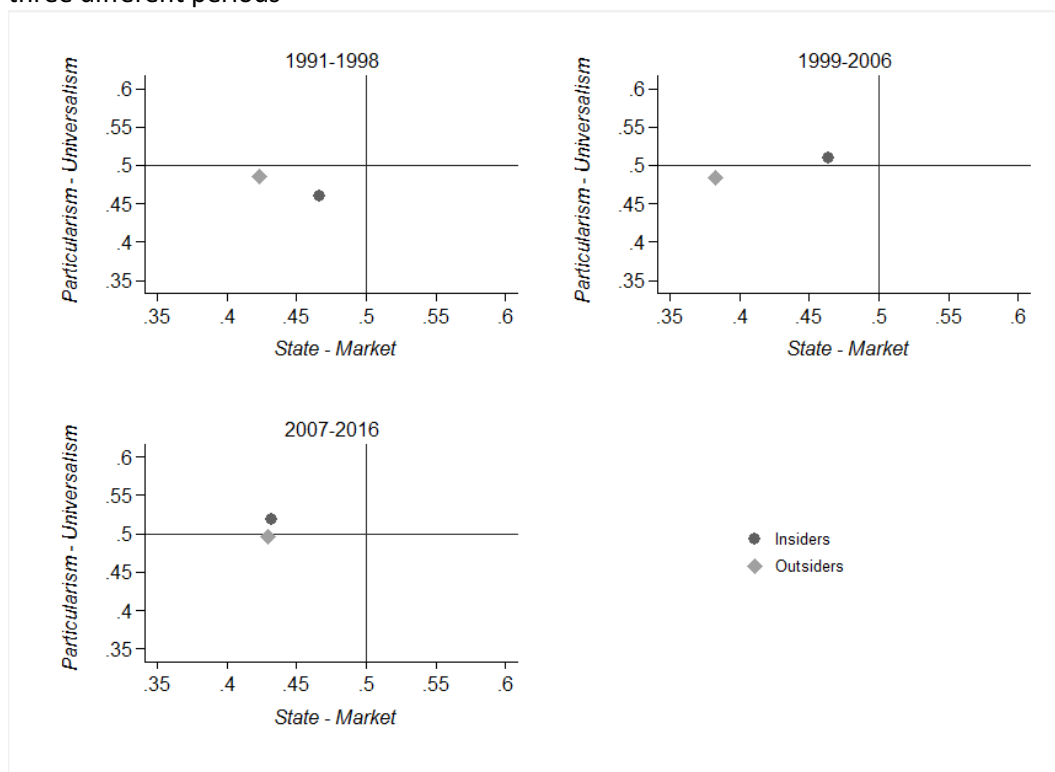 three different periods
1991-1998
Particularism - Universalism
.6
.55
.5
.45
.4
.35
.35 .4 .45 .5 .55 .6
State - Market
1999-2006
Particularism - Universalism
.6
.55
.5
.45
.4
.35
.35 .4 .45 .5 .55 .6
State - Market
2007-2016
Particularism - Universalism
.6
.55
.5
.45
.4
.35
.35 .4 .45 .5 .55 .6
State - Market
Insiders
Outsiders